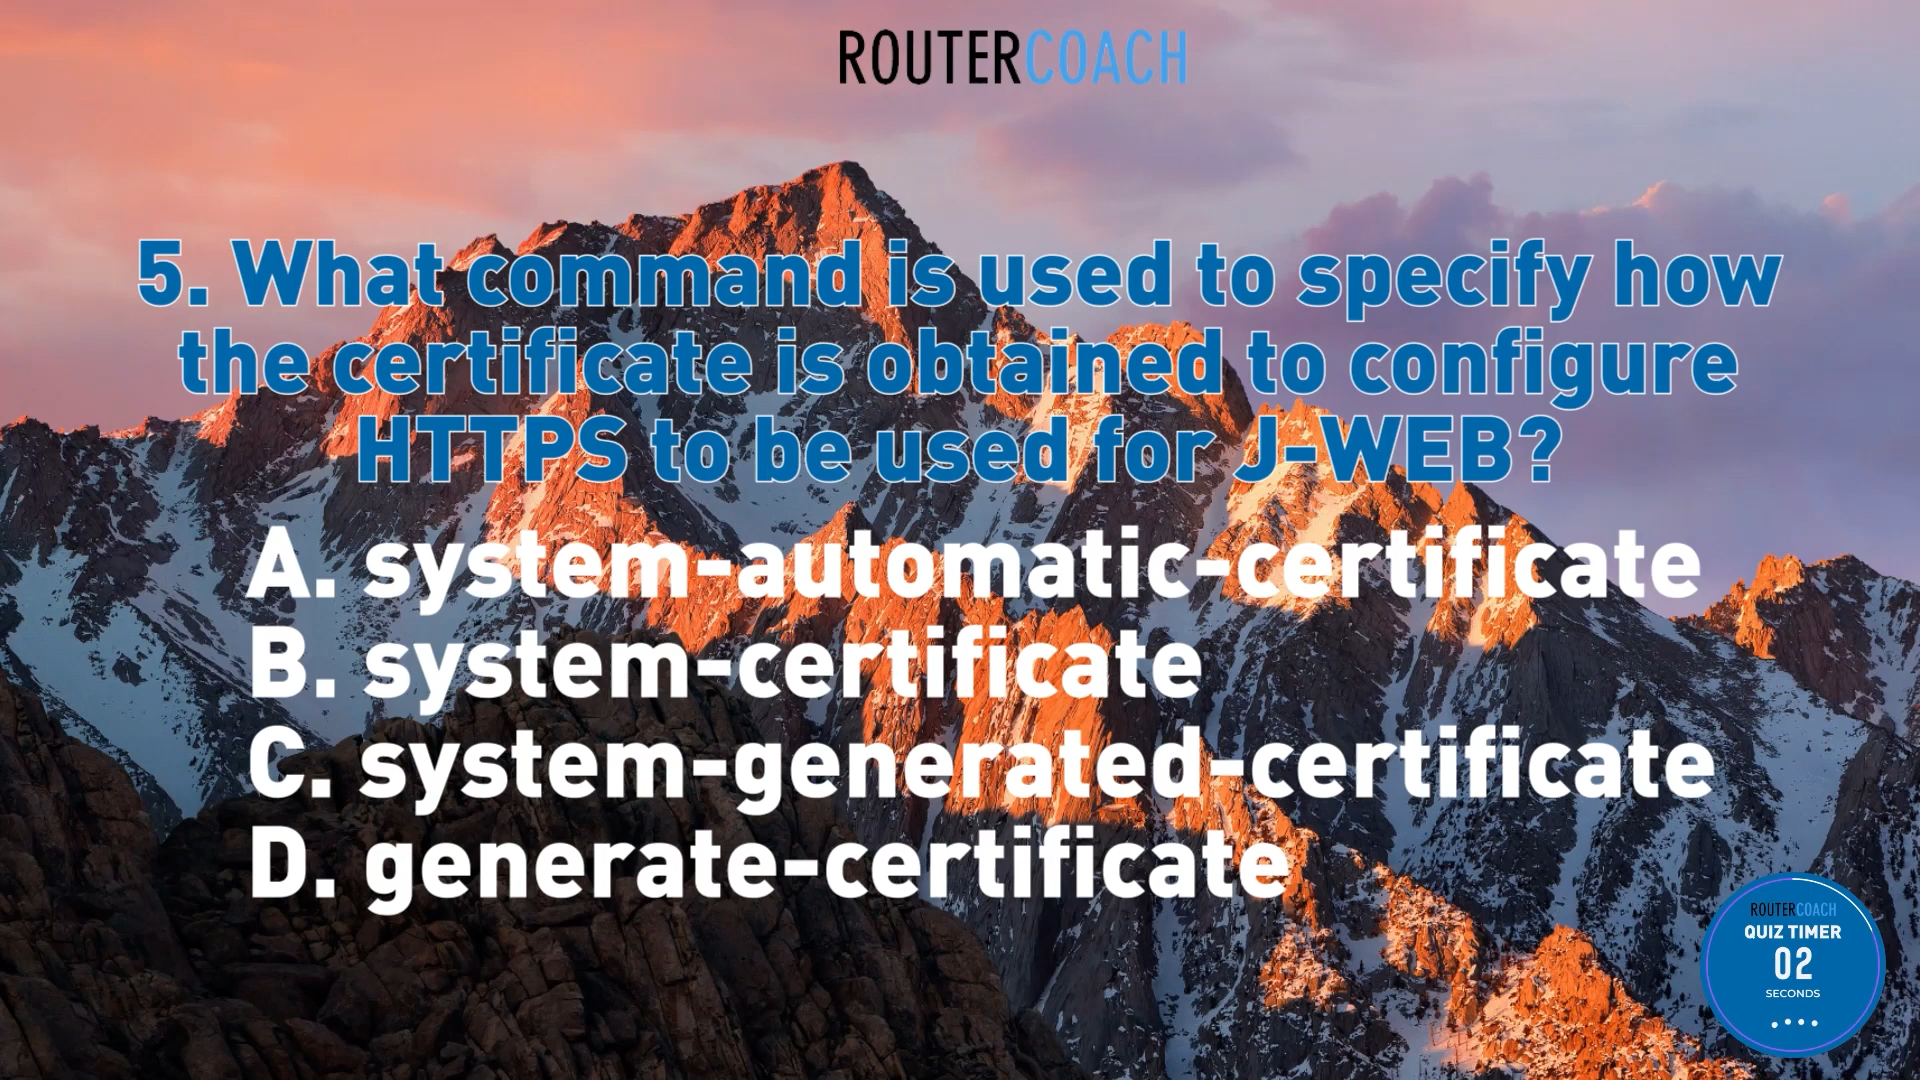 ROUTERCOACH
5. What command is used to specify how
the certificate is obtained to configure
HTTPS to be used for J-WEB?
A. system-automatic-certificate
B. system-certificate
C. system-generated-certificate
D. generate-certificate
ROUTERCOACH
QUIZ TIMER
02
SECONDS